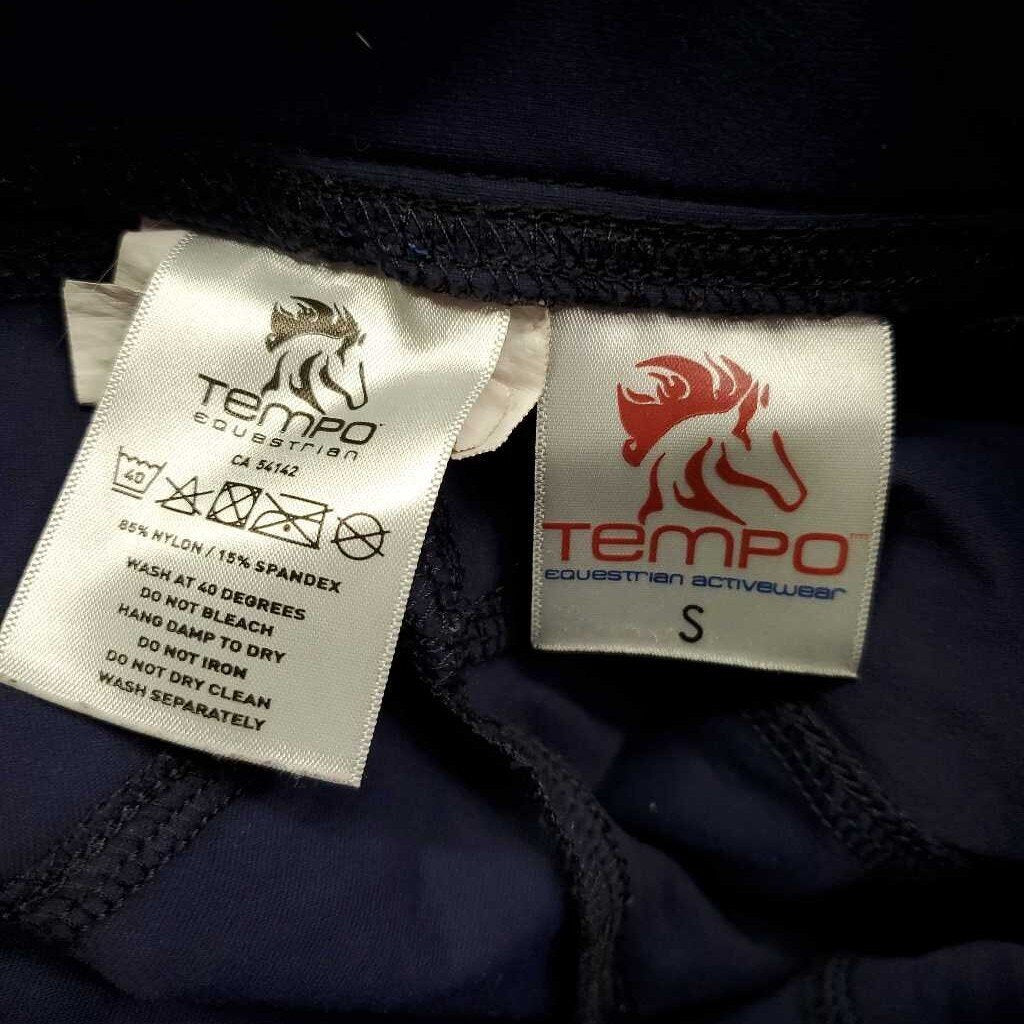 TEMPO
EQUESTRIAN
CA 54142
40
85% NYLON / 15% SPANDEX
WASH AT 40 DEGREES
DO NOT BLEACH
HANG DAMP TO DRY
DO NOT IRON
DO NOT DRY CLEAN
WASH SEPARATELY
TEMPO
EQUESTRIAN ACTIVEWEAR
S